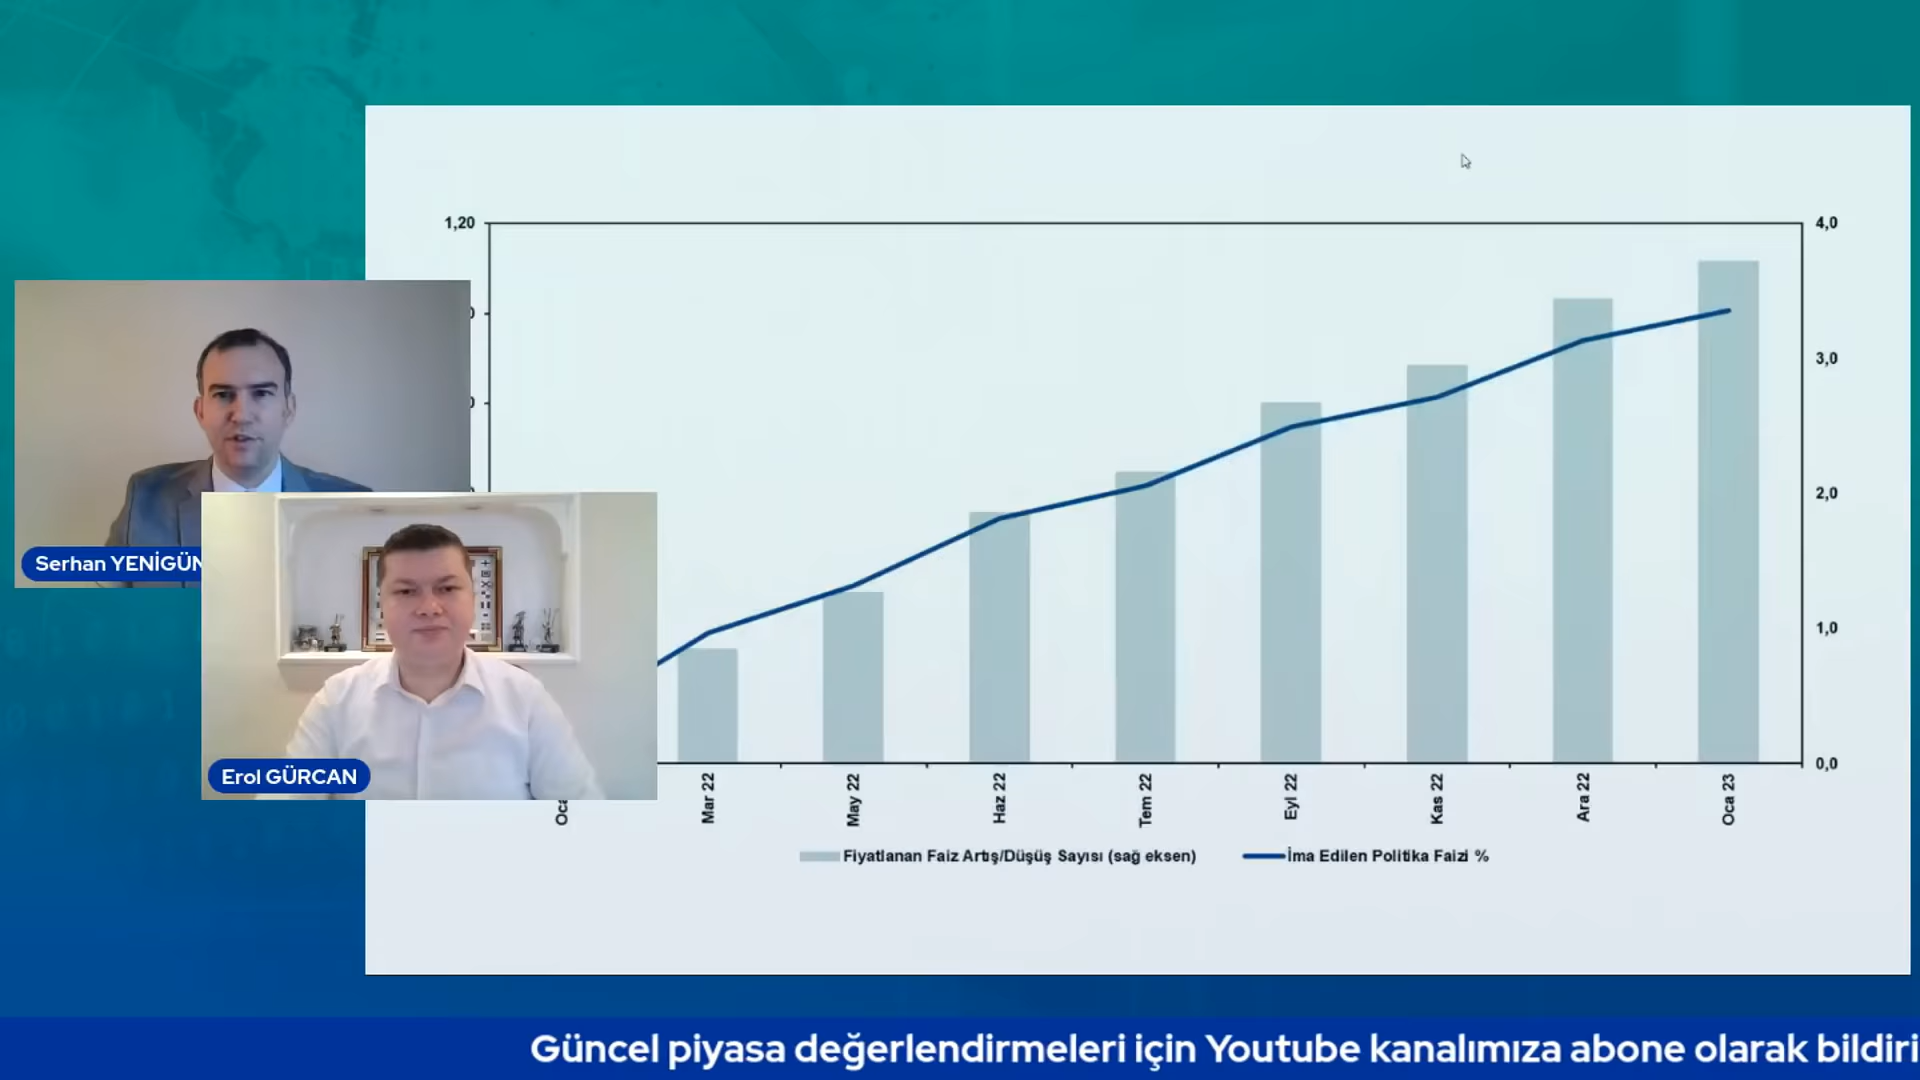 1,20
4,0
3,0
2,0
1,0
0,0
Serhan YENİGÜN
Erol GÜRCAN
Mar 22
May 22
Haz 22
Tem 22
Eyl 22
Kas 22
Ara 22
Oca 23
Fiyatlanan Faiz Artış/Düşüş Sayısı (sağ eksen)
İma Edilen Politika Faizi %
Güncel piyasa değerlendirmeleri için Youtube kanalımıza abone olarak bildiri